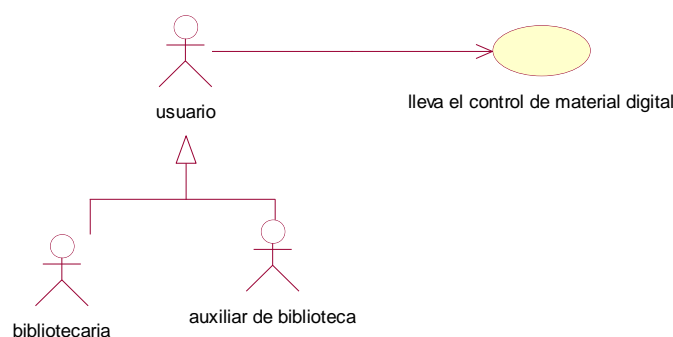 usuario
lleva el control de material digital
bibliotecaria
auxiliar de biblioteca